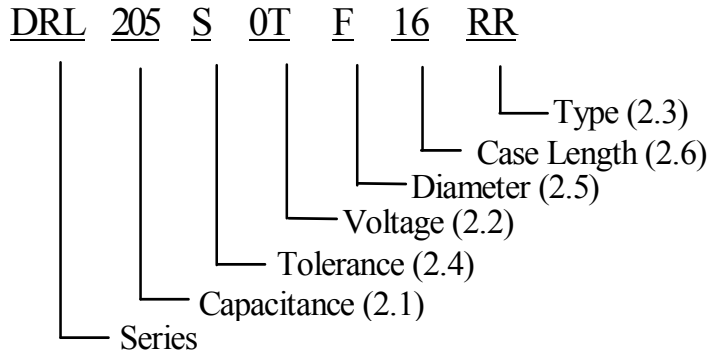 DRL 205 S 0T F 16 RR
Type (2.3)
Case Length (2.6)
Diameter (2.5)
Voltage (2.2)
Tolerance (2.4)
Capacitance (2.1)
Series